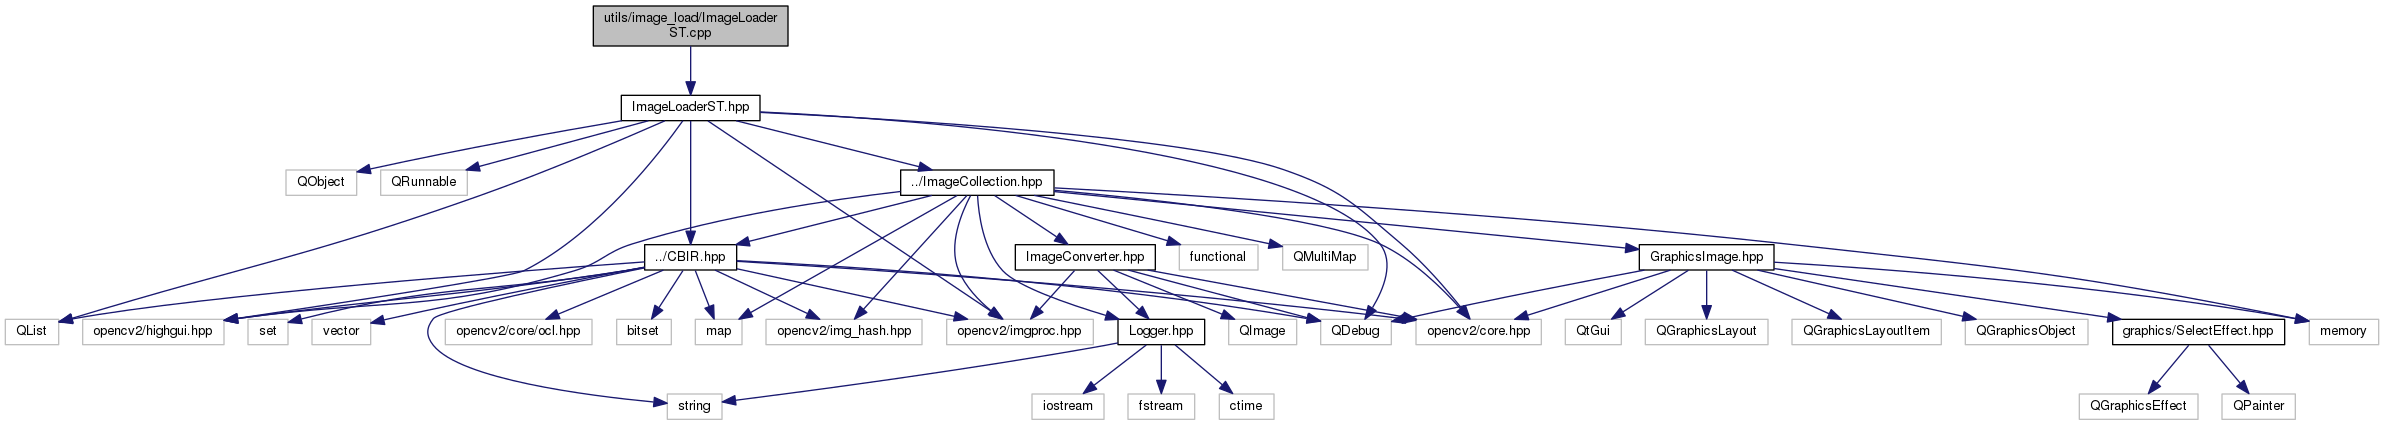 utils/image_load/ImageLoader
ST.cpp
ImageLoaderST.hpp
QObject
QRunnable
../ImageCollection.hpp
../CBIR.hpp
ImageConverter.hpp
functional
QMultiMap
GraphicsImage.hpp
QList
opencv2/highgui.hpp
set
vector
opencv2/core/ocl.hpp
bitset
map
opencv2/img_hash.hpp
opencv2/imgproc.hpp
Logger.hpp
QImage
QDebug
opencv2/core.hpp
QtGui
QGraphicsLayout
QGraphicsLayoutItem
QGraphicsObject
graphics/SelectEffect.hpp
memory
string
iostream
fstream
ctime
QGraphicsEffect
QPainter